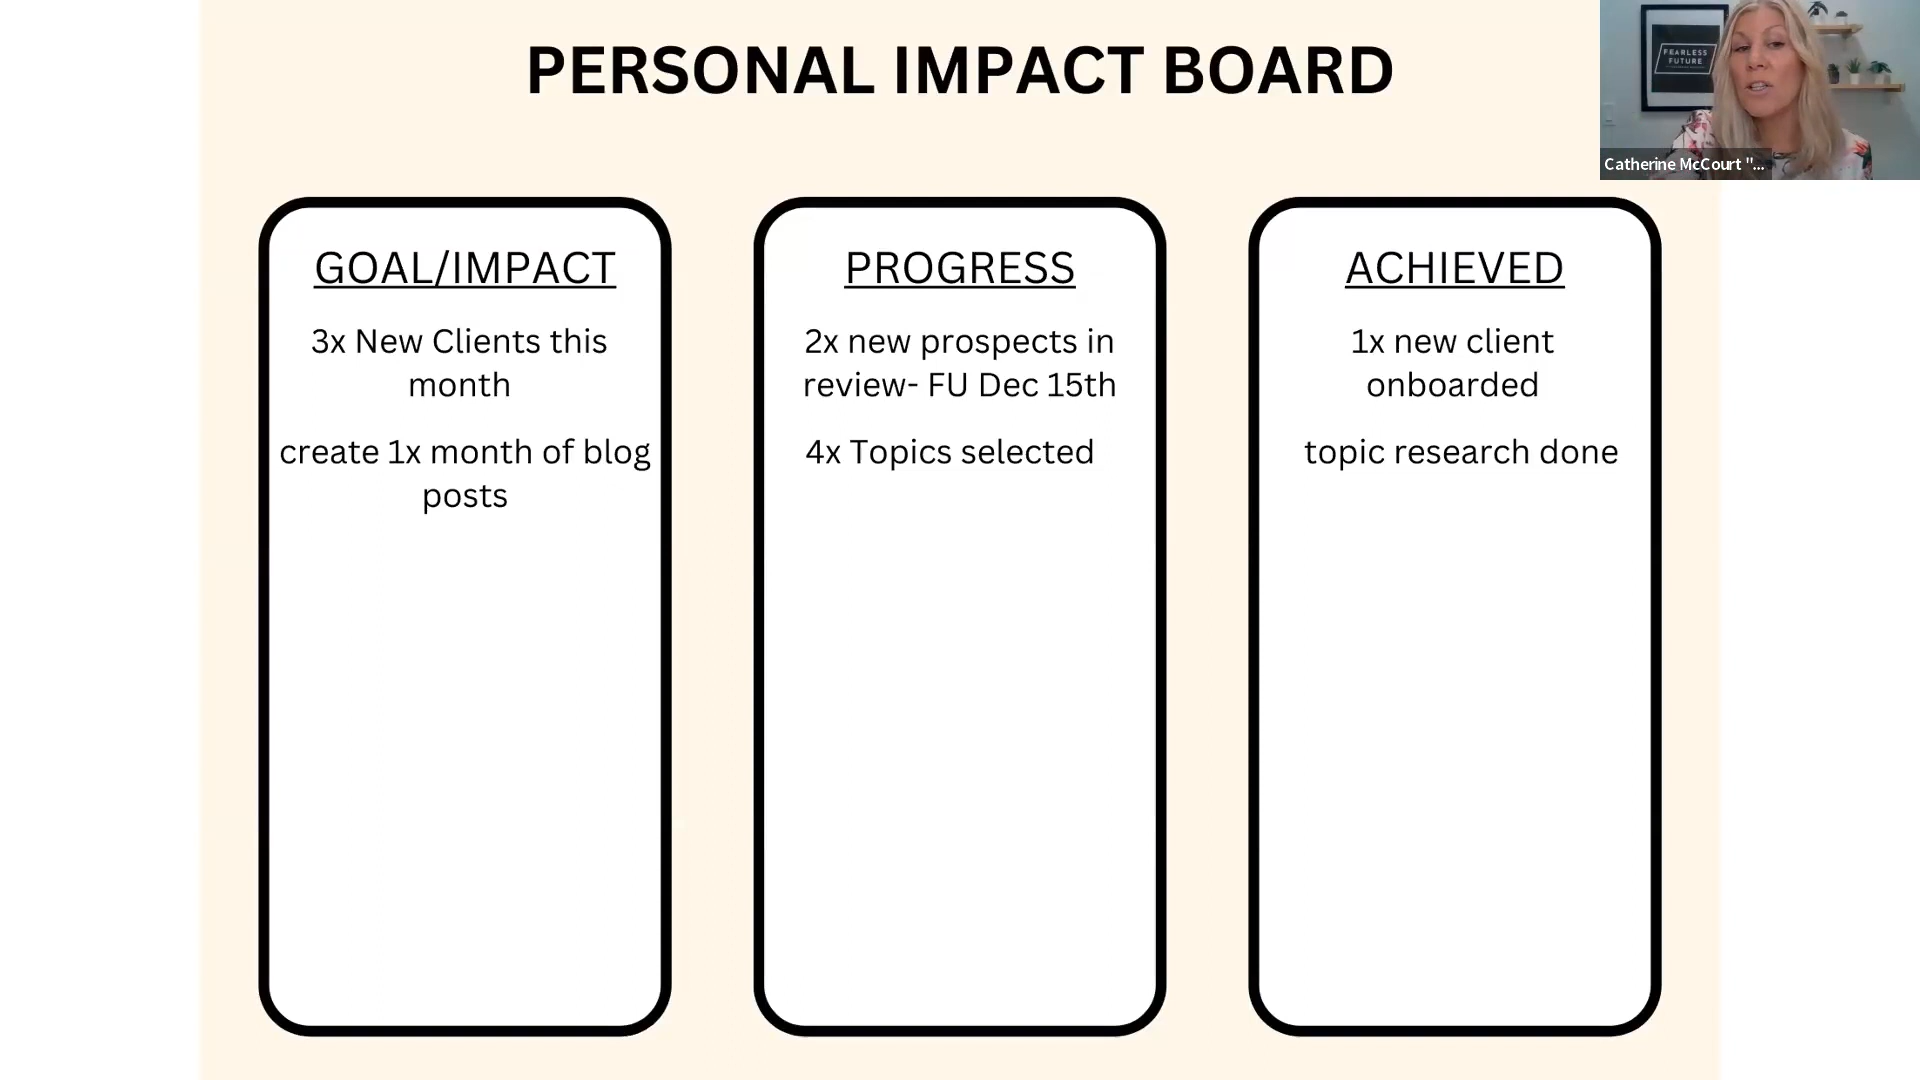 PERSONAL IMPACT BOARD
FEARLESS
FUTURE
Catherine McCourt "...
GOAL/IMPACT
3x New Clients this
month
create 1x month of blog
posts
PROGRESS
2x new prospects in
review- FU Dec 15th
4x Topics selected
ACHIEVED
1x new client
onboarded
topic research done